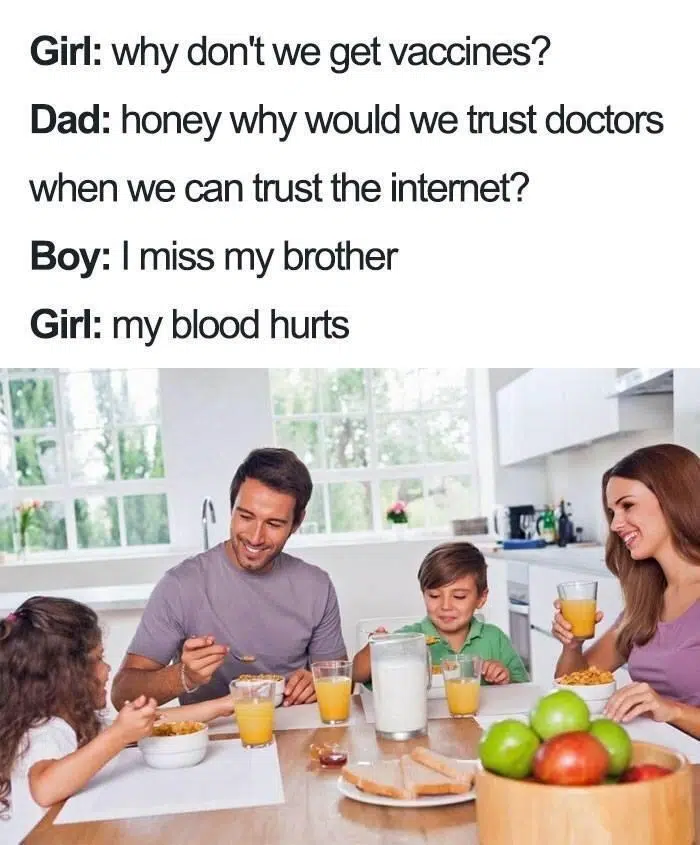 Girl: why don't we get vaccines?
Dad: honey why would we trust doctors
when we can trust the internet?
Boy: I miss my brother
Girl: my blood hurts